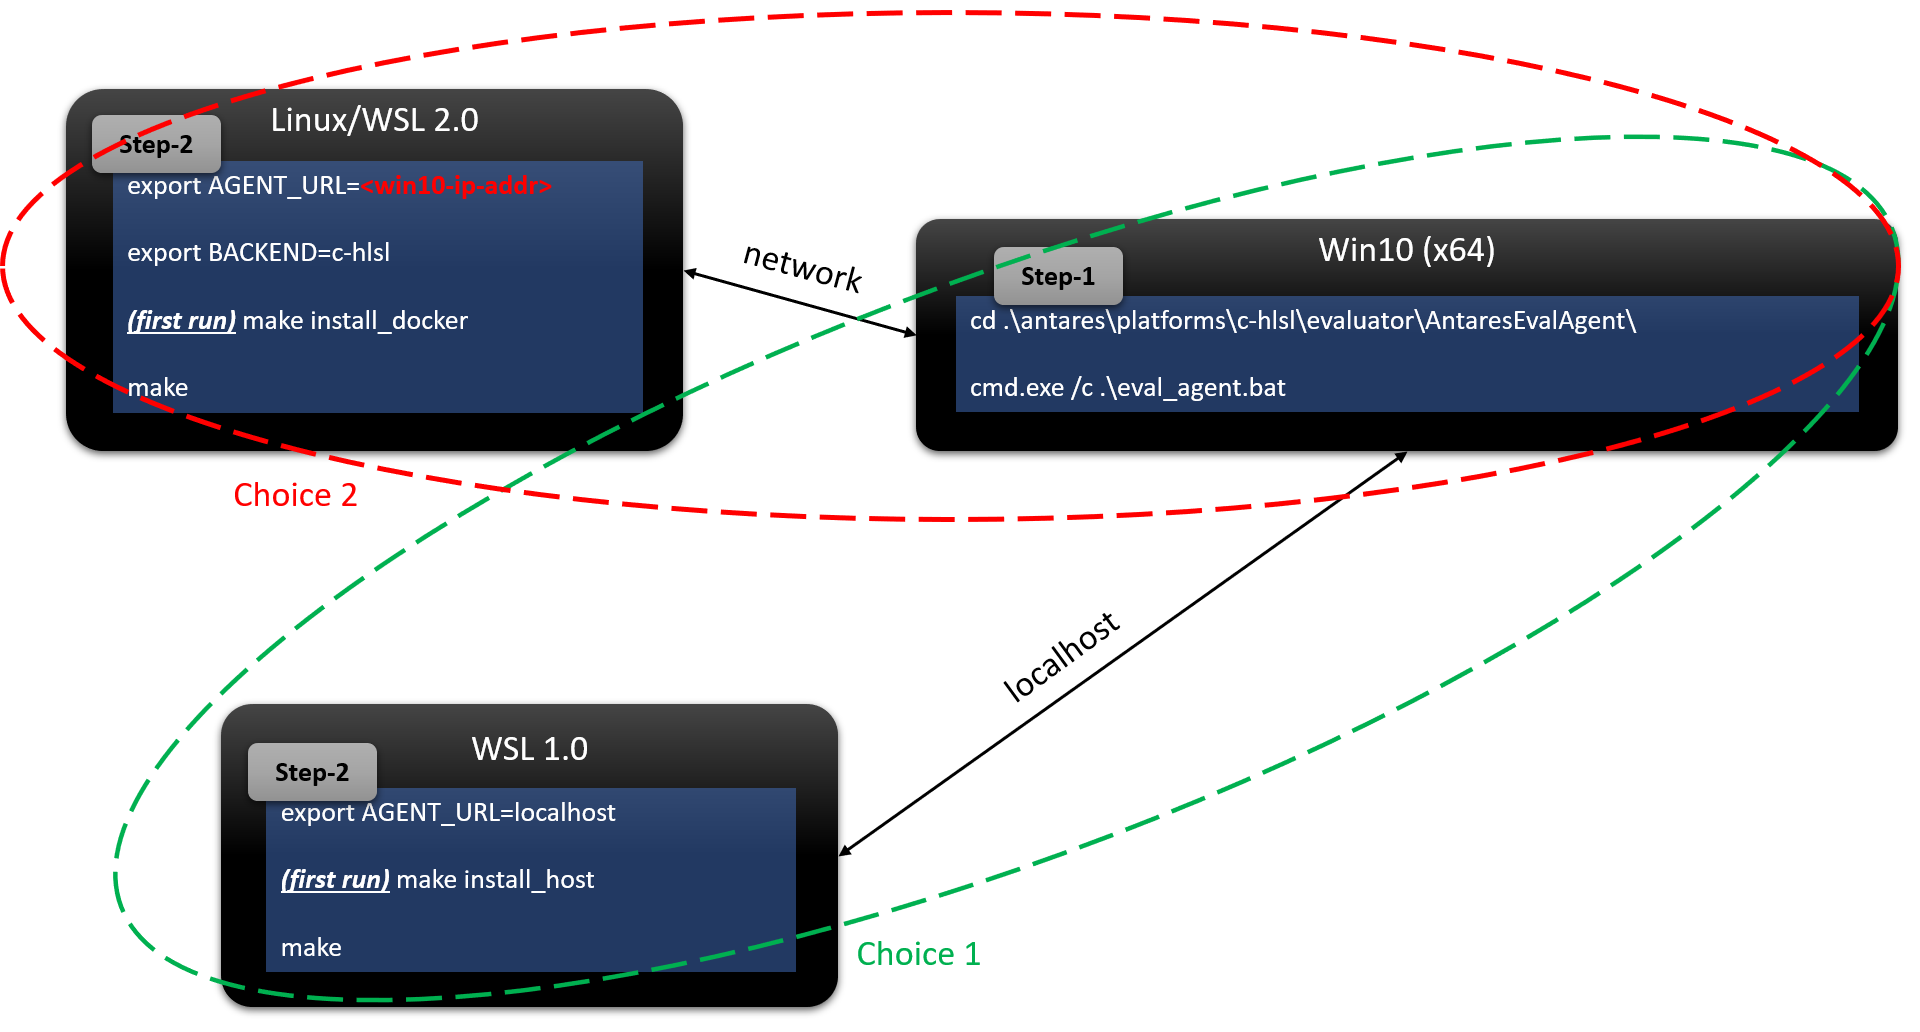 Linux/WSL 2.0
Step-2
export AGENT_URL=<win10-ip-addr>
export BACKEND=c-hlsl
(first run) make install_docker
make
Choice 2
network
Win10 (x64)
Step-1
cd .\antares\platforms\c-hlsl\evaluator\AntaresEvalAgent\
cmd.exe /c .\eval_agent.bat
localhost
WSL 1.0
Step-2
export AGENT_URL=localhost
(first run) make install_host
make
Choice 1